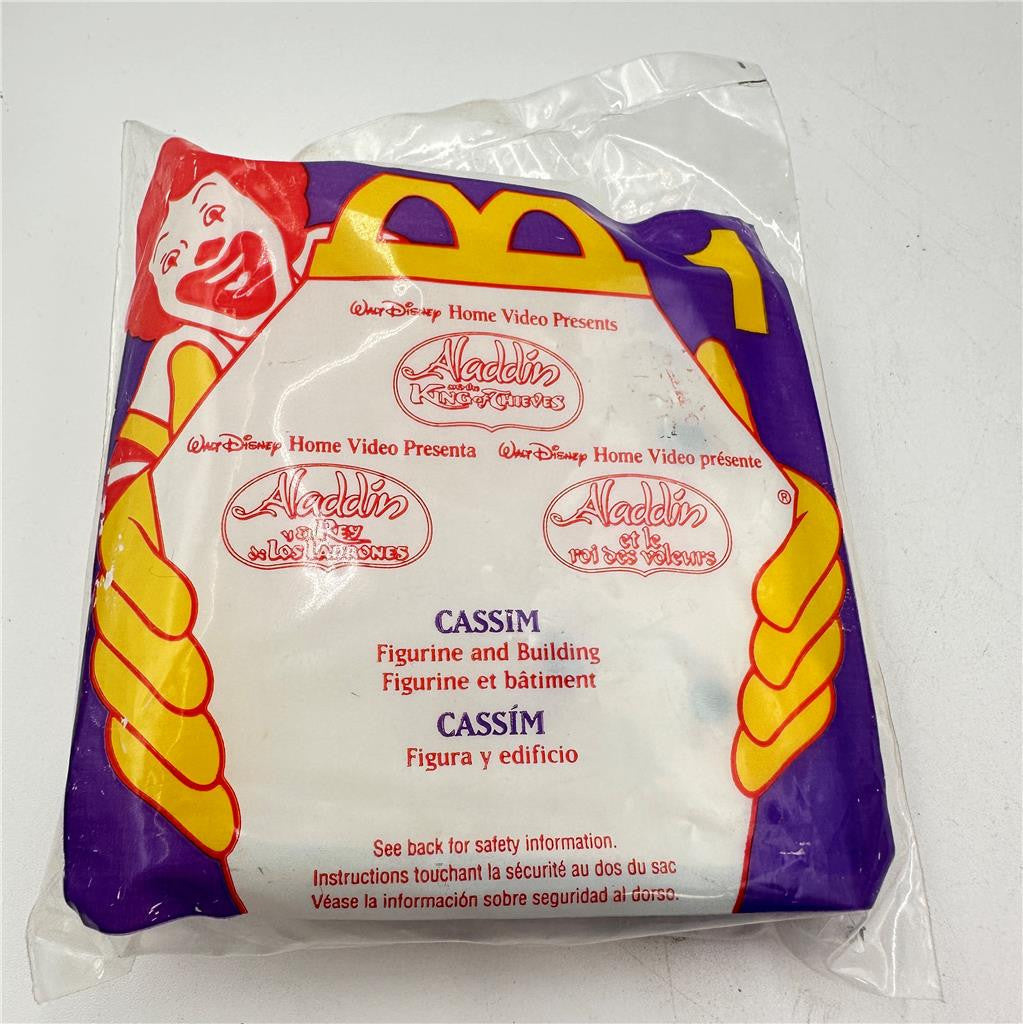 1
Walt Disney Home Video Presents
Aladdin
and the
King of Thieves
Walt Disney Home Video Presenta
Walt Disney Home Video présente
®
Aladdin
y el Rey
de Los Ladrones
Aladdin
et le
roi des voleurs
CASSIM
Figurine and Building
Figurine et bâtiment
CASSÍM
Figura y edificio
See back for safety information.
Instructions touchant la sécurité au dos du sac
Véase la información sobre seguridad al dorso.